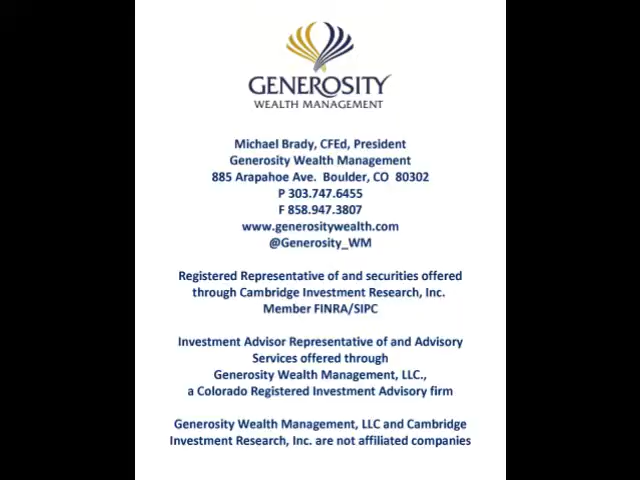 GENEROSITY
WEALTH MANAGEMENT
Michael Brady, CFEd, President
Generosity Wealth Management
885 Arapahoe Ave.  Boulder, CO  80302
P 303.747.6455
F 858.947.3807
www.generositywealth.com
@Generosity_WM
Registered Representative of and securities offered
through Cambridge Investment Research, Inc.
Member FINRA/SIPC
Investment Advisor Representative of and Advisory
Services offered through
Generosity Wealth Management, LLC.,
a Colorado Registered Investment Advisory firm
Generosity Wealth Management, LLC and Cambridge
Investment Research, Inc. are not affiliated companies